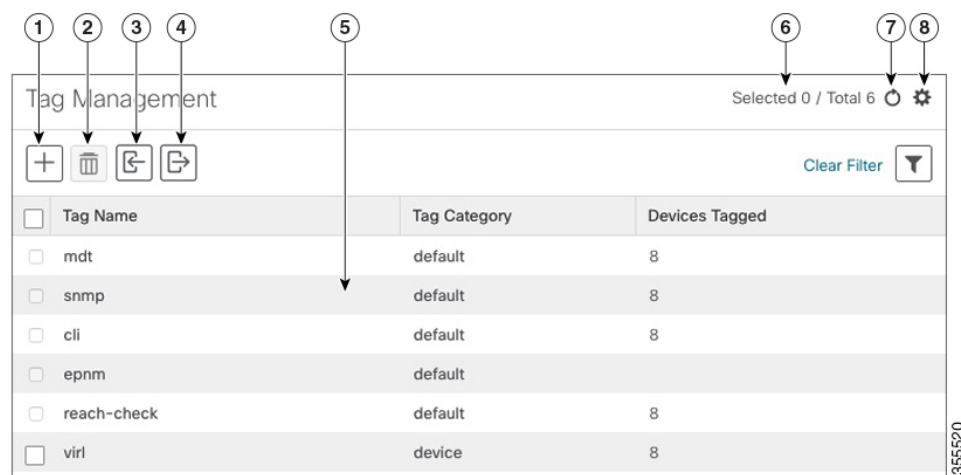 1 2 3 4 5 6 7 8
Tag Management Selected 0 / Total 6
Clear Filter
Tag Name Tag Category Devices Tagged
mdt default 8
snmp default 8
cli default 8
epnm default
reach-check default 8
virl device 8
355520